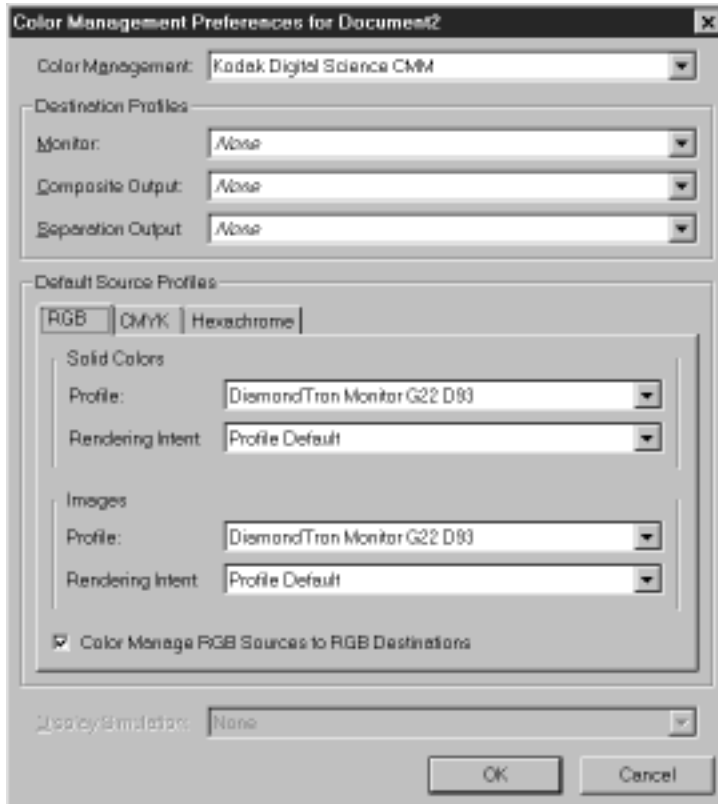 Color Management Preferences for Document2
Color Management: Kodak Digital Science CMM
Destination Profiles
Monitor: None
Composite Output: None
Separation Output None
Default Source Profiles
RGB CMYK Hexachrome
Solid Colors
Profile: DiamondTron Monitor G22 D93
Rendering Intent Profile Default
Images
Profile: DiamondTron Monitor G22 D93
Rendering Intent Profile Default
Color Manage RGB Sources to RGB Destinations
Display Simulation: None
OK Cancel